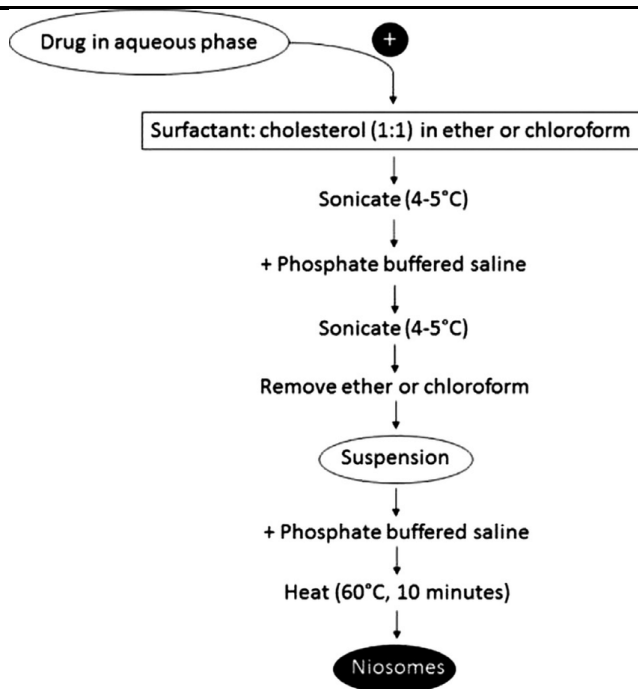 Drug in aqueous phase
+
Surfactant: cholesterol (1:1) in ether or chloroform
Sonicate (4-5°C)
+ Phosphate buffered saline
Sonicate (4-5°C)
Remove ether or chloroform
Suspension
+ Phosphate buffered saline
Heat (60°C, 10 minutes)
Niosomes